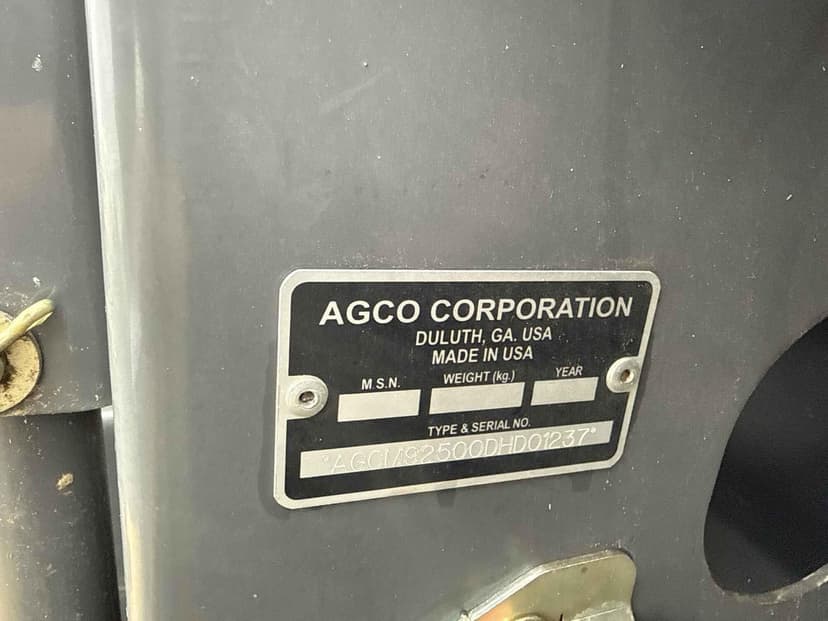 AGCO CORPORATION
DULUTH, GA. USA
MADE IN USA
M.S.N. WEIGHT (kg.) YEAR
TYPE & SERIAL NO.
*AGCM92500DHD01237*